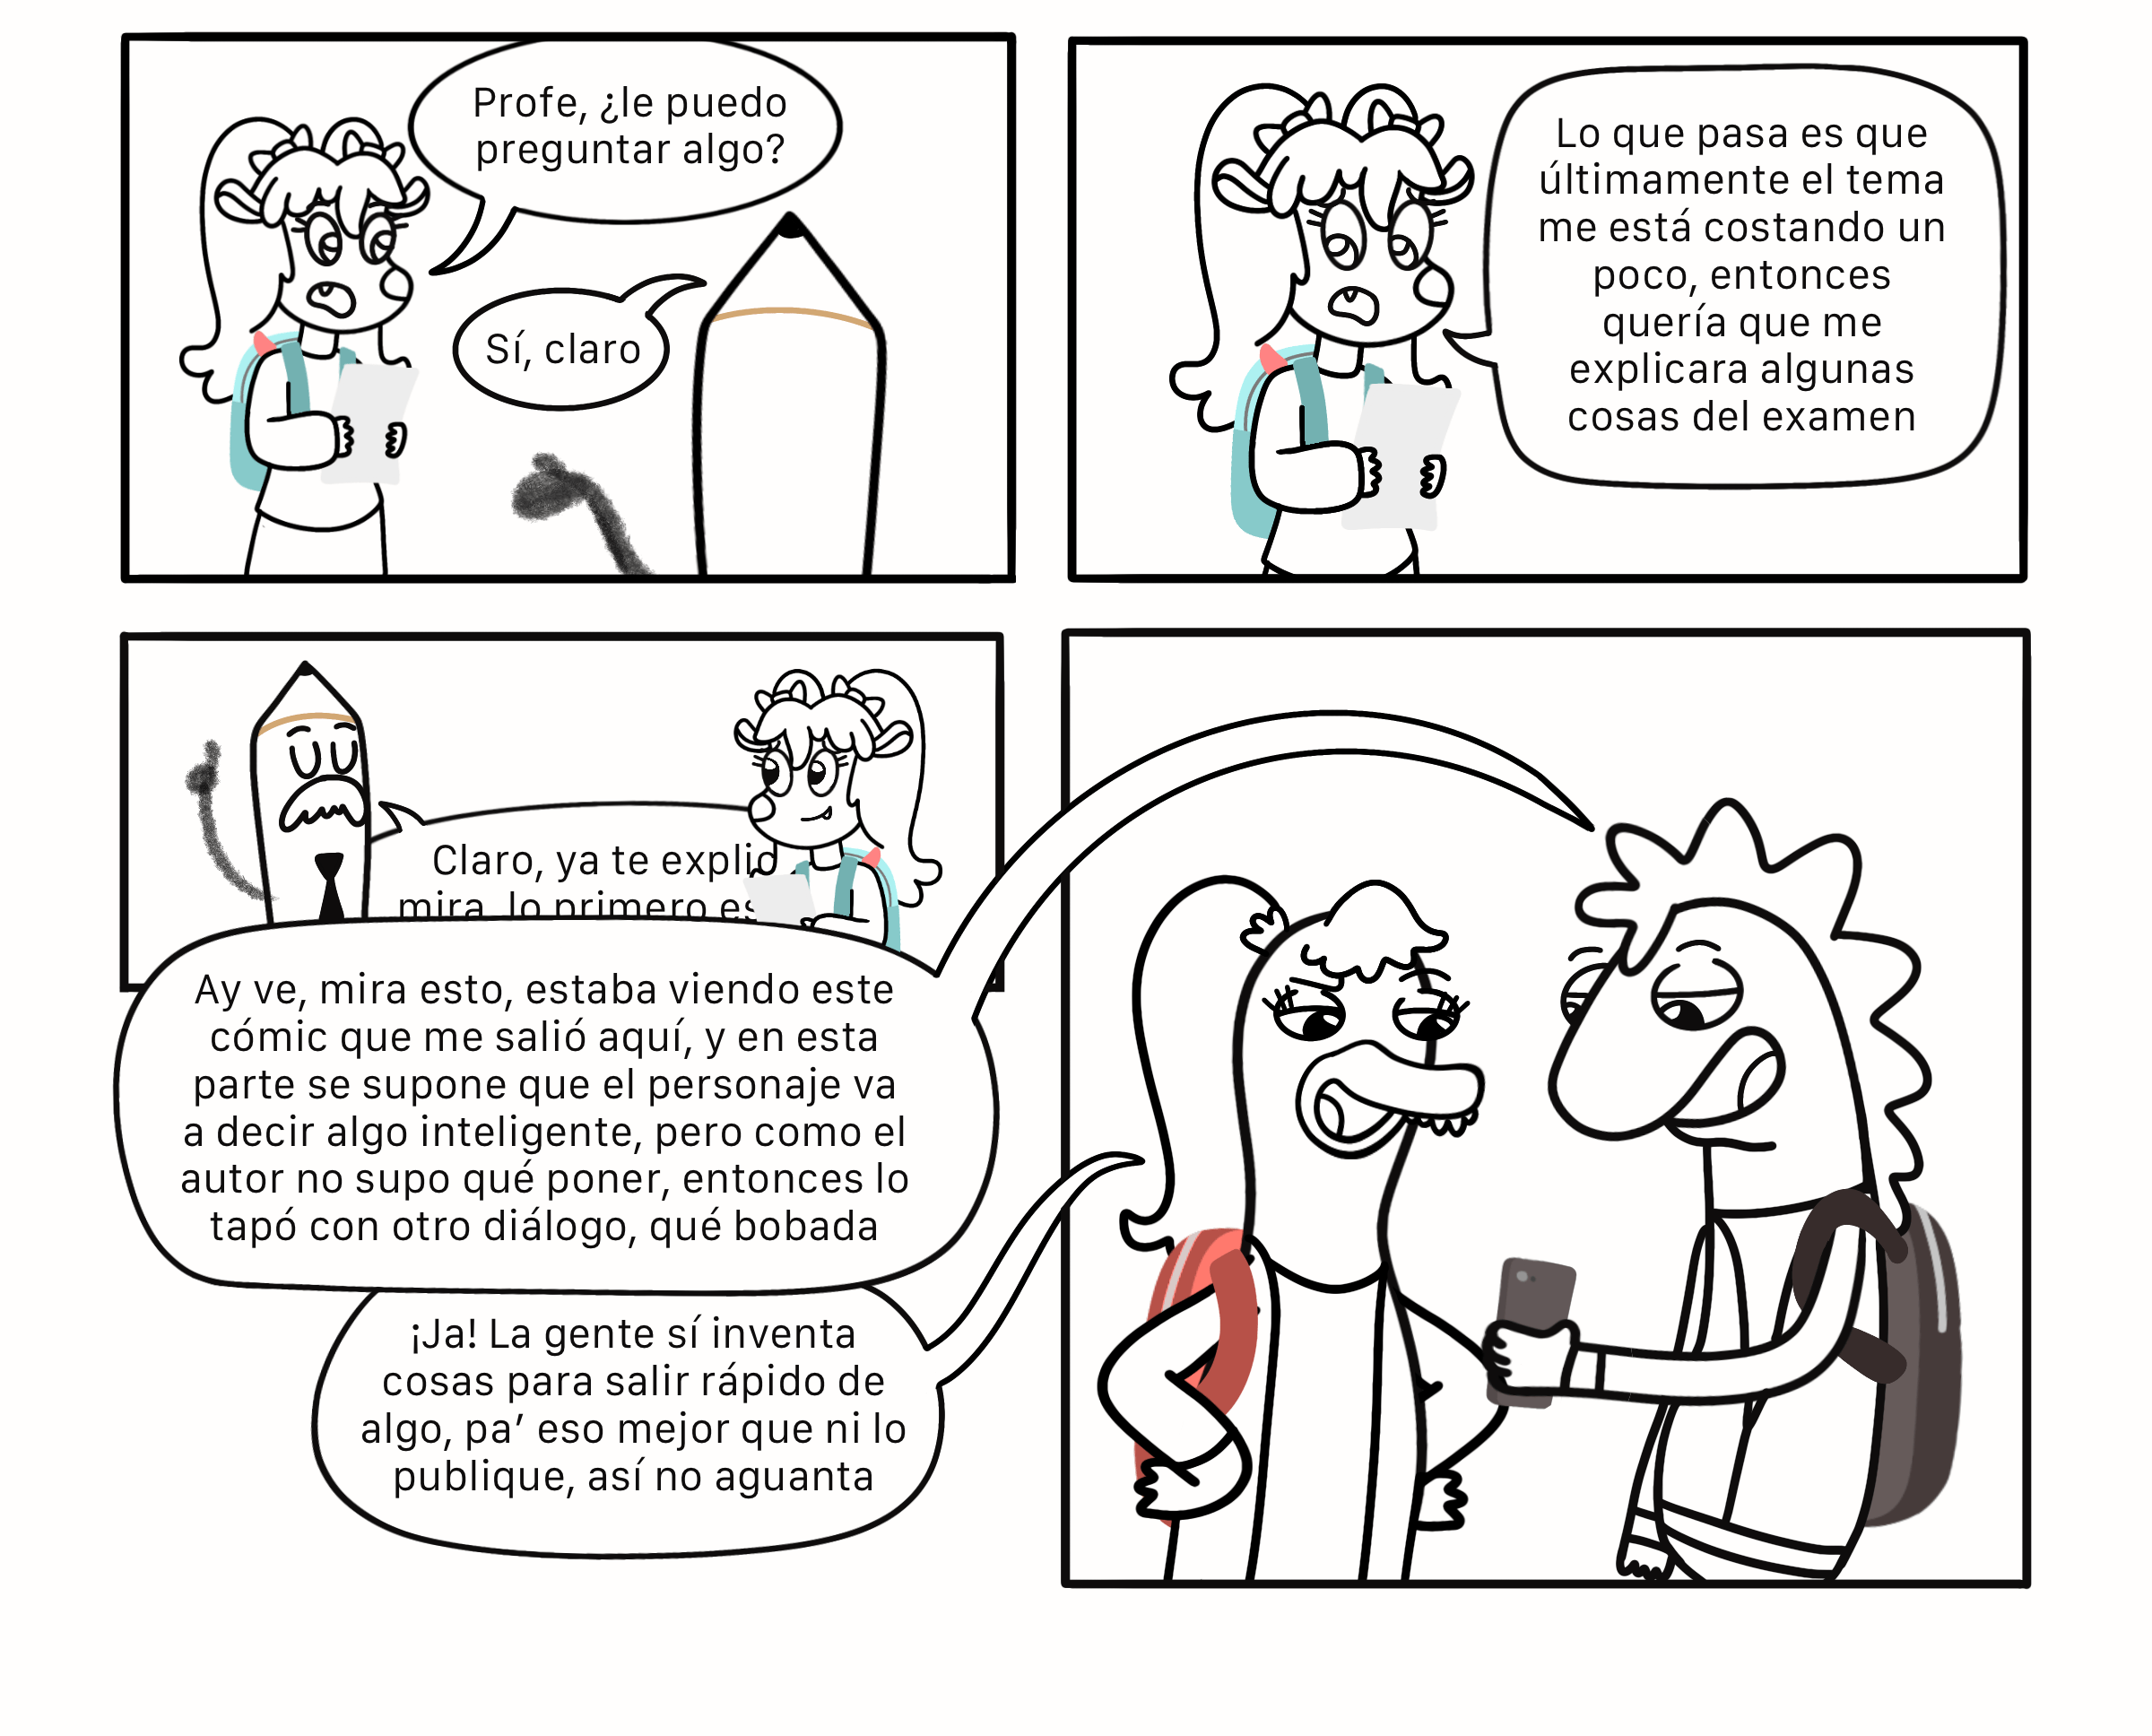 Profe, ¿le puedo
preguntar algo?
Sí, claro
Lo que pasa es que
últimamente el tema
me está costando un
poco, entonces
quería que me
explicara algunas
cosas del examen
Claro, ya te explic
mira, lo primero es
Ay ve, mira esto, estaba viendo este
cómic que me salió aquí, y en esta
parte se supone que el personaje va
a decir algo inteligente, pero como el
autor no supo qué poner, entonces lo
tapó con otro diálogo, qué bobada
¡Ja! La gente sí inventa
cosas para salir rápido de
algo, pa’ eso mejor que ni lo
publique, así no aguanta